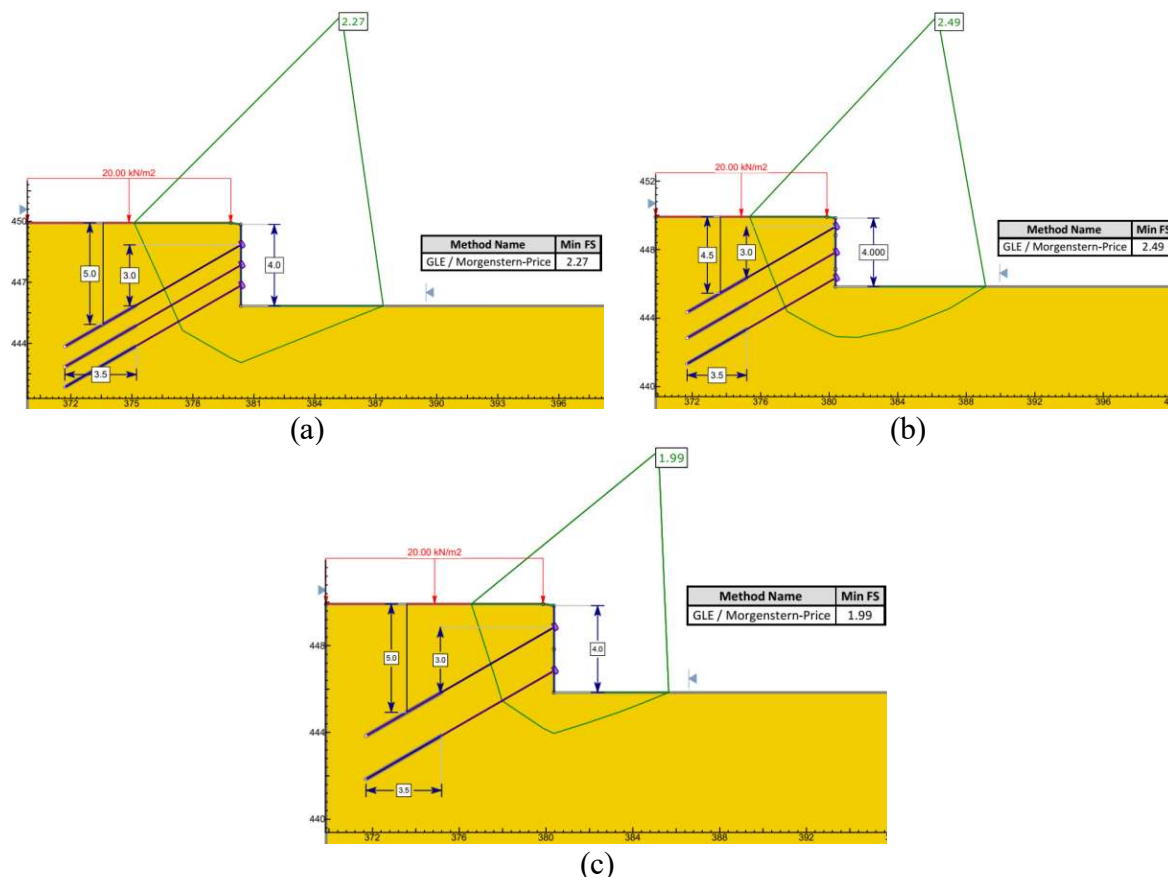 2.27
20.00 kN/m2
450
447
444
5.0
3.0
4.0
3.5
Method Name Min FS
GLE / Morgenstern-Price 2.27
372 375 378 381 384 387 390 393 396
(a)
2.49
20.00 kN/m2
452
448
444
440
4.5
3.0
4.000
3.5
Method Name Min FS
GLE / Morgenstern-Price 2.49
372 376 380 384 388 392 396
(b)
1.99
20.00 kN/m2
448
444
440
5.0
3.0
4.0
3.5
Method Name Min FS
GLE / Morgenstern-Price 1.99
372 376 380 384 388 392
(c)